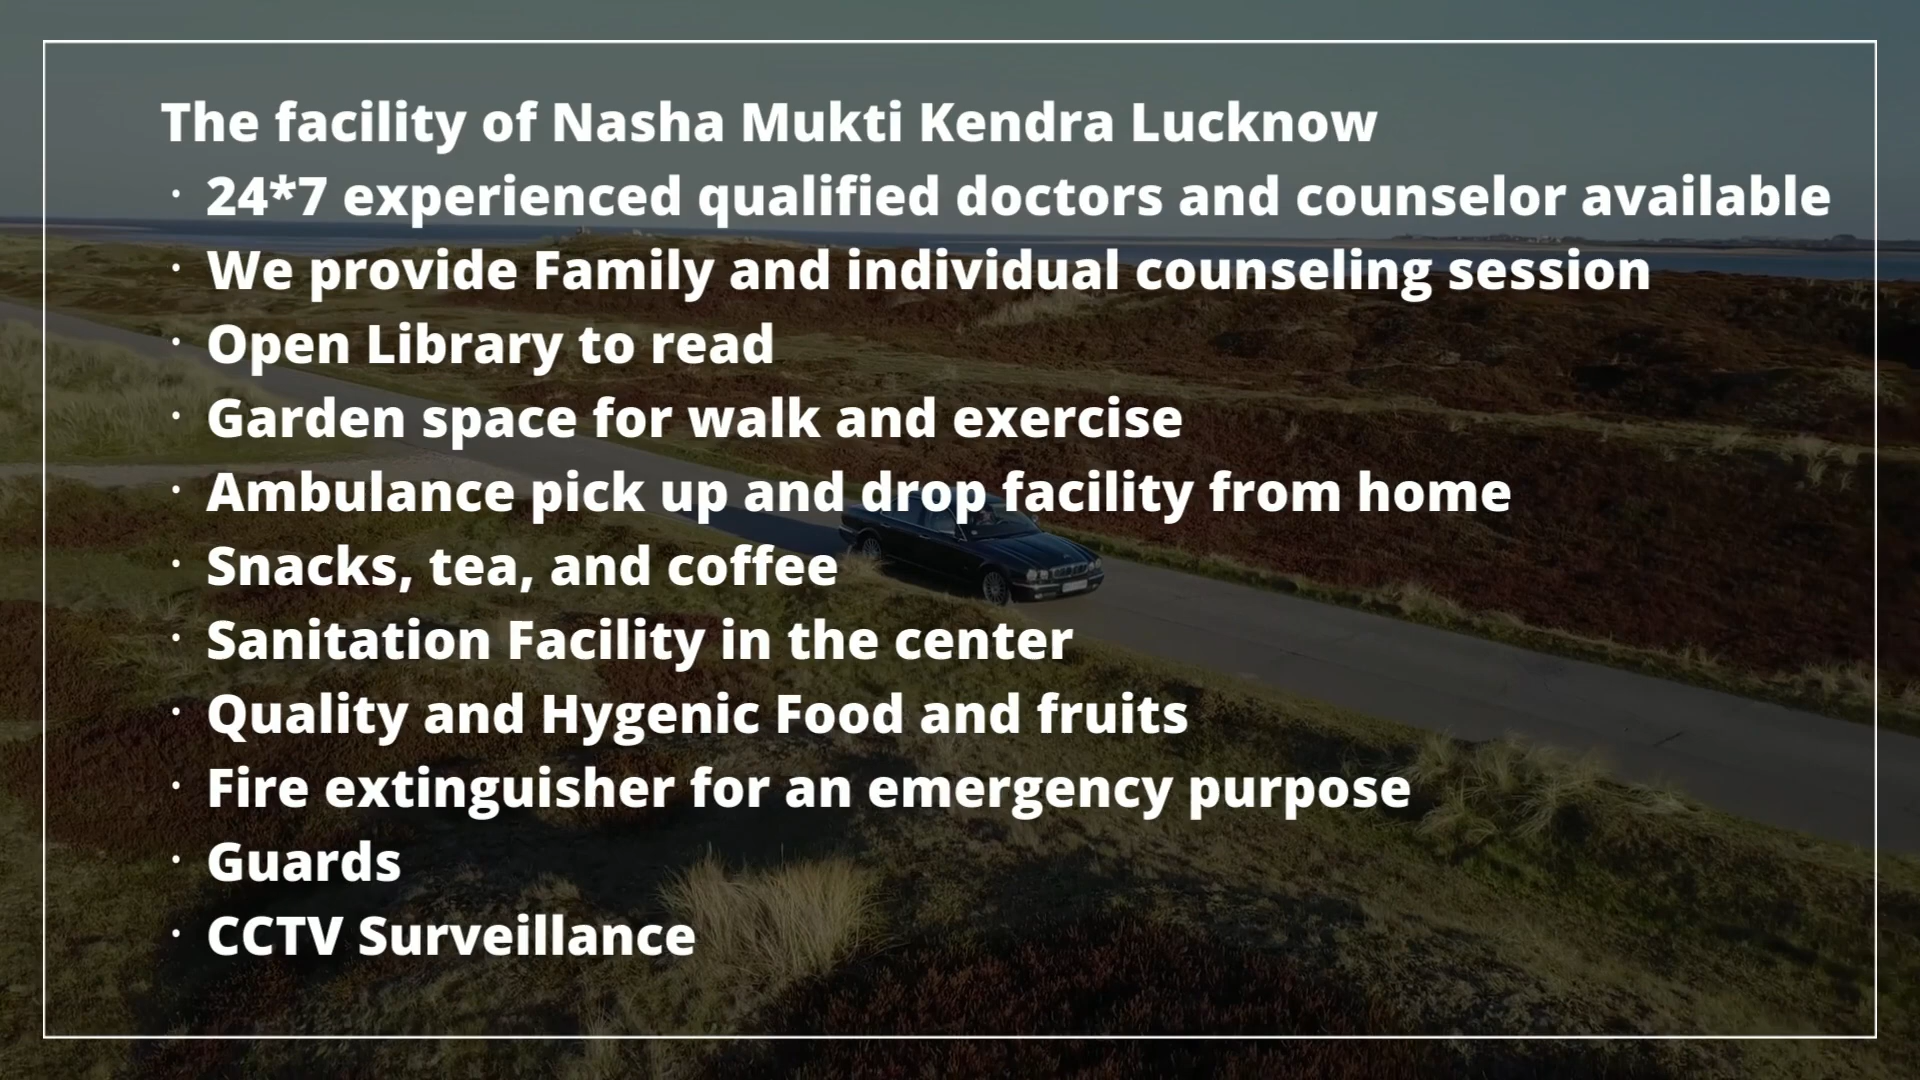 The facility of Nasha Mukti Kendra Lucknow
· 24*7 experienced qualified doctors and counselor available
· We provide Family and individual counseling session
· Open Library to read
· Garden space for walk and exercise
· Ambulance pick up and drop facility from home
· Snacks, tea, and coffee
· Sanitation Facility in the center
· Quality and Hygenic Food and fruits
· Fire extinguisher for an emergency purpose
· Guards
· CCTV Surveillance